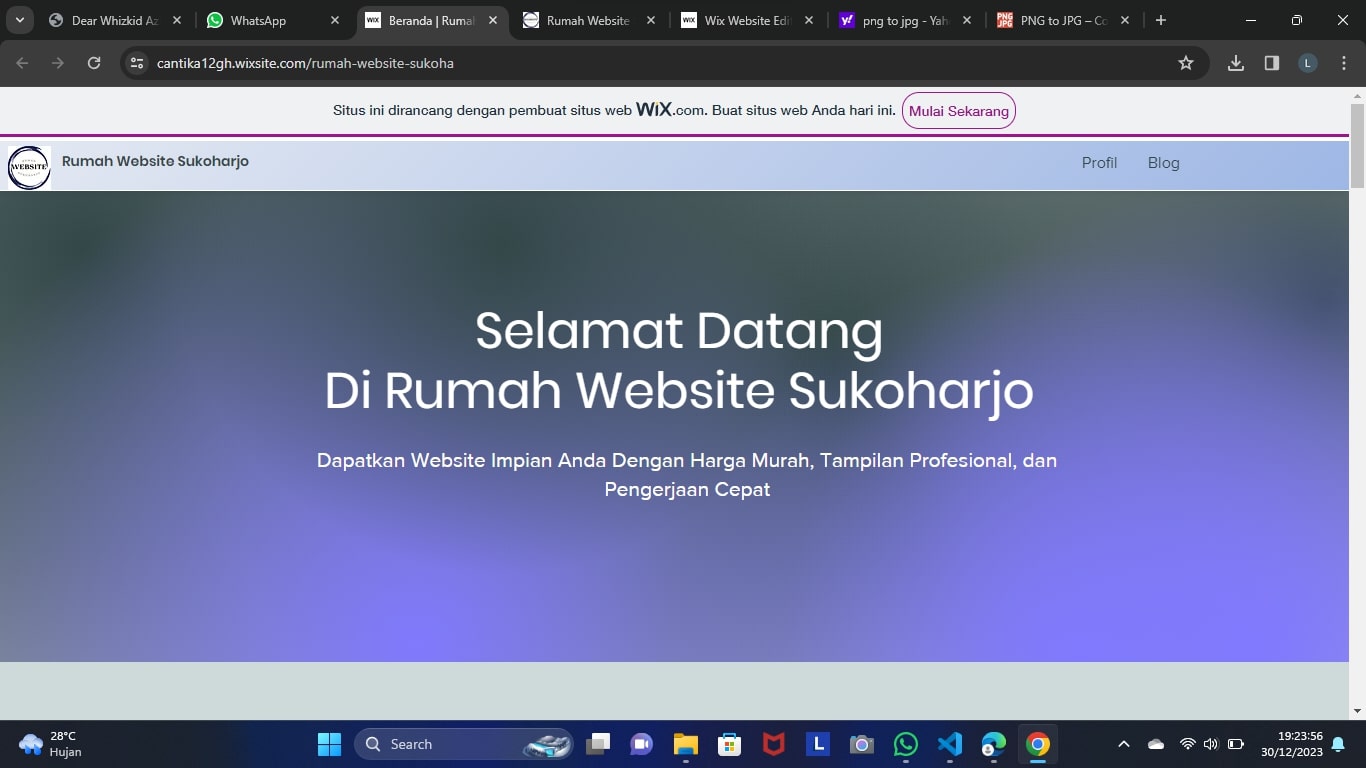 Dear Whizkid Az
WhatsApp
Beranda | Rumah
Rumah Website
Wix Website Edi
png to jpg - Yah
PNG to JPG – Co
cantika12gh.wixsite.com/rumah-website-sukoha
L
Situs ini dirancang dengan pembuat situs web WiX.com. Buat situs web Anda hari ini. Mulai Sekarang
WEBSITE
Rumah Website Sukoharjo
Profil
Blog
Selamat Datang
Di Rumah Website Sukoharjo
Dapatkan Website Impian Anda Dengan Harga Murah, Tampilan Profesional, dan
Pengerjaan Cepat
28°C
Hujan
Search
L
19:23:56
30/12/2023